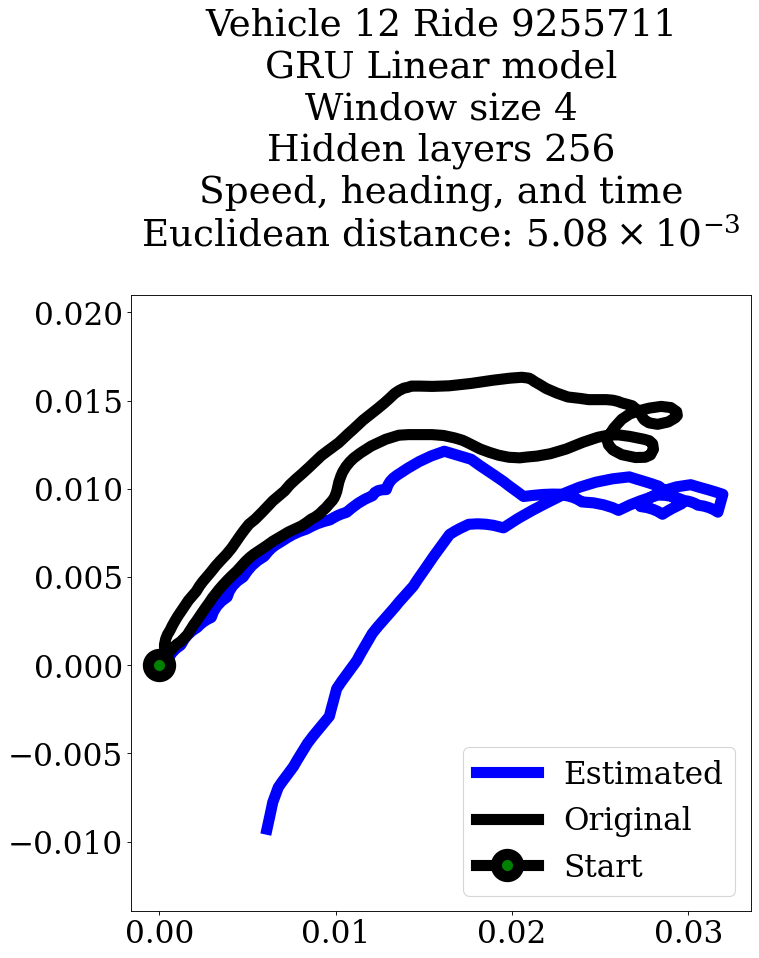 Vehicle 12 Ride 9255711
GRU Linear model
Window size 4
Hidden layers 256
Speed, heading, and time
Euclidean distance: 5.08 × 10⁻³
0.020
0.015
0.010
0.005
0.000
−0.005
−0.010
0.00 0.01 0.02 0.03
Estimated
Original
Start